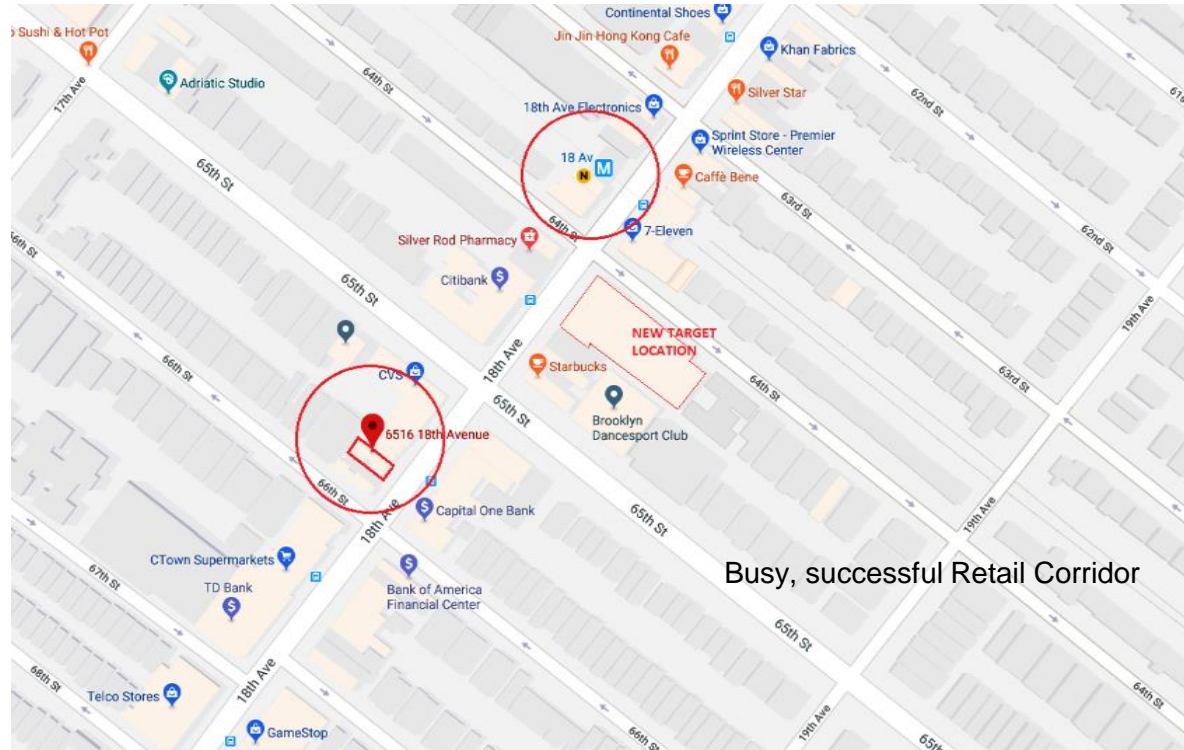 Continental Shoes
Sushi & Hot Pot
Jin Jin Hong Kong Cafe
Khan Fabrics
17th Ave
Adriatic Studio
64th St
62nd St
Silver Star
18th Ave Electronics
Sprint Store - Premier
Wireless Center
18 Av
M
N
Caffè Bene
65th St
63rd St
62nd St
64th St
7-Eleven
Silver Rod Pharmacy
Citibank
65th St
19th Ave
NEW TARGET
LOCATION
66th St
18th Ave
Starbucks
64th St
63rd St
CVS
65th St
Brooklyn
Dancesport Club
6516 18th Avenue
66th St
18th Ave
Capital One Bank
65th St
19th Ave
CTown Supermarkets
67th St
TD Bank
Bank of America
Financial Center
Busy, successful Retail Corridor
65th St
68th St
Telco Stores
18th Ave
64th St
GameStop
19th Ave
66th St